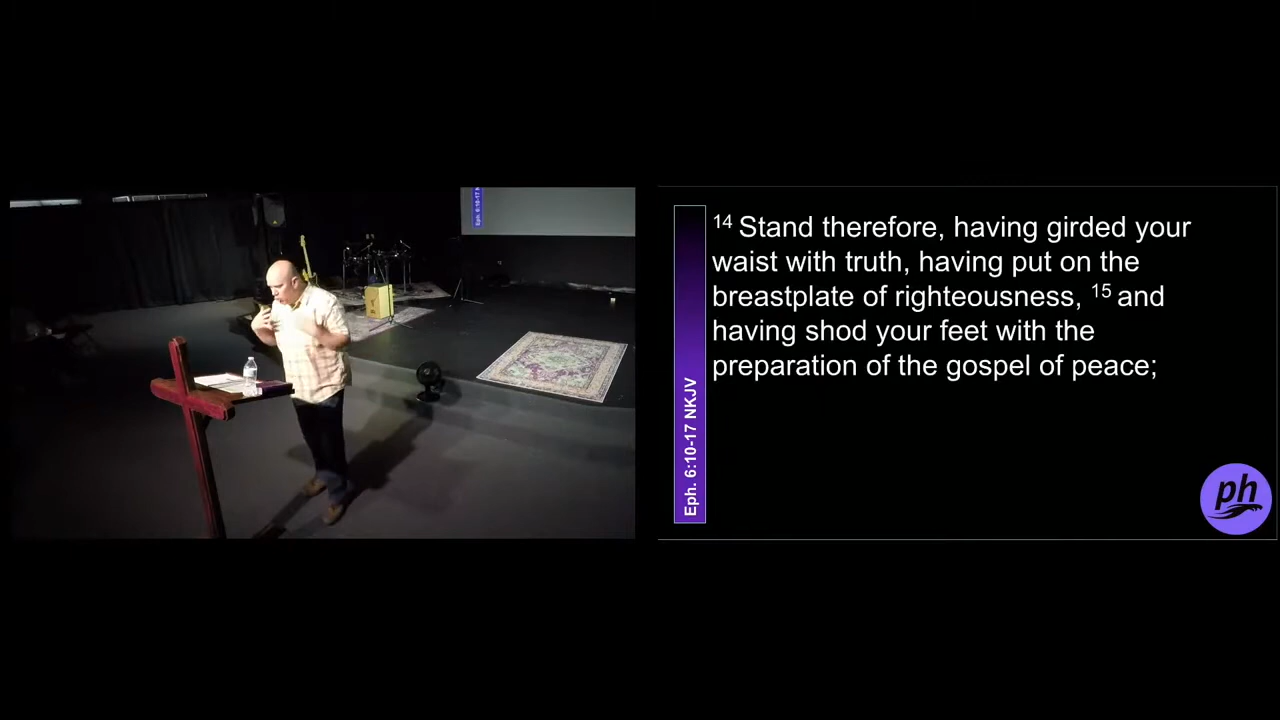 Eph. 6:10-17 NKJV
14 Stand therefore, having girded your
waist with truth, having put on the
breastplate of righteousness, 15 and
having shod your feet with the
preparation of the gospel of peace;
ph